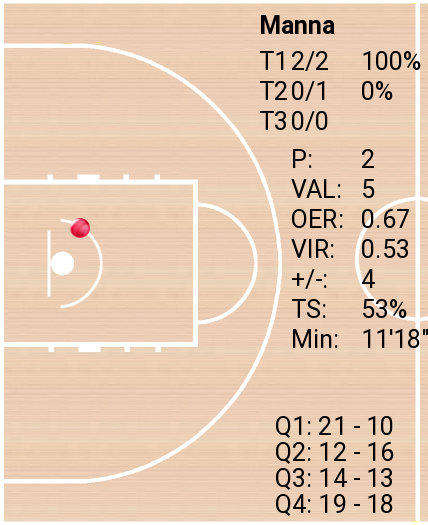 Manna
T1 2/2 100%
T2 0/1 0%
T3 0/0
P: 2
VAL: 5
OER: 0.67
VIR: 0.53
+/-: 4
TS: 53%
Min: 11'18"
Q1: 21 - 10
Q2: 12 - 16
Q3: 14 - 13
Q4: 19 - 18